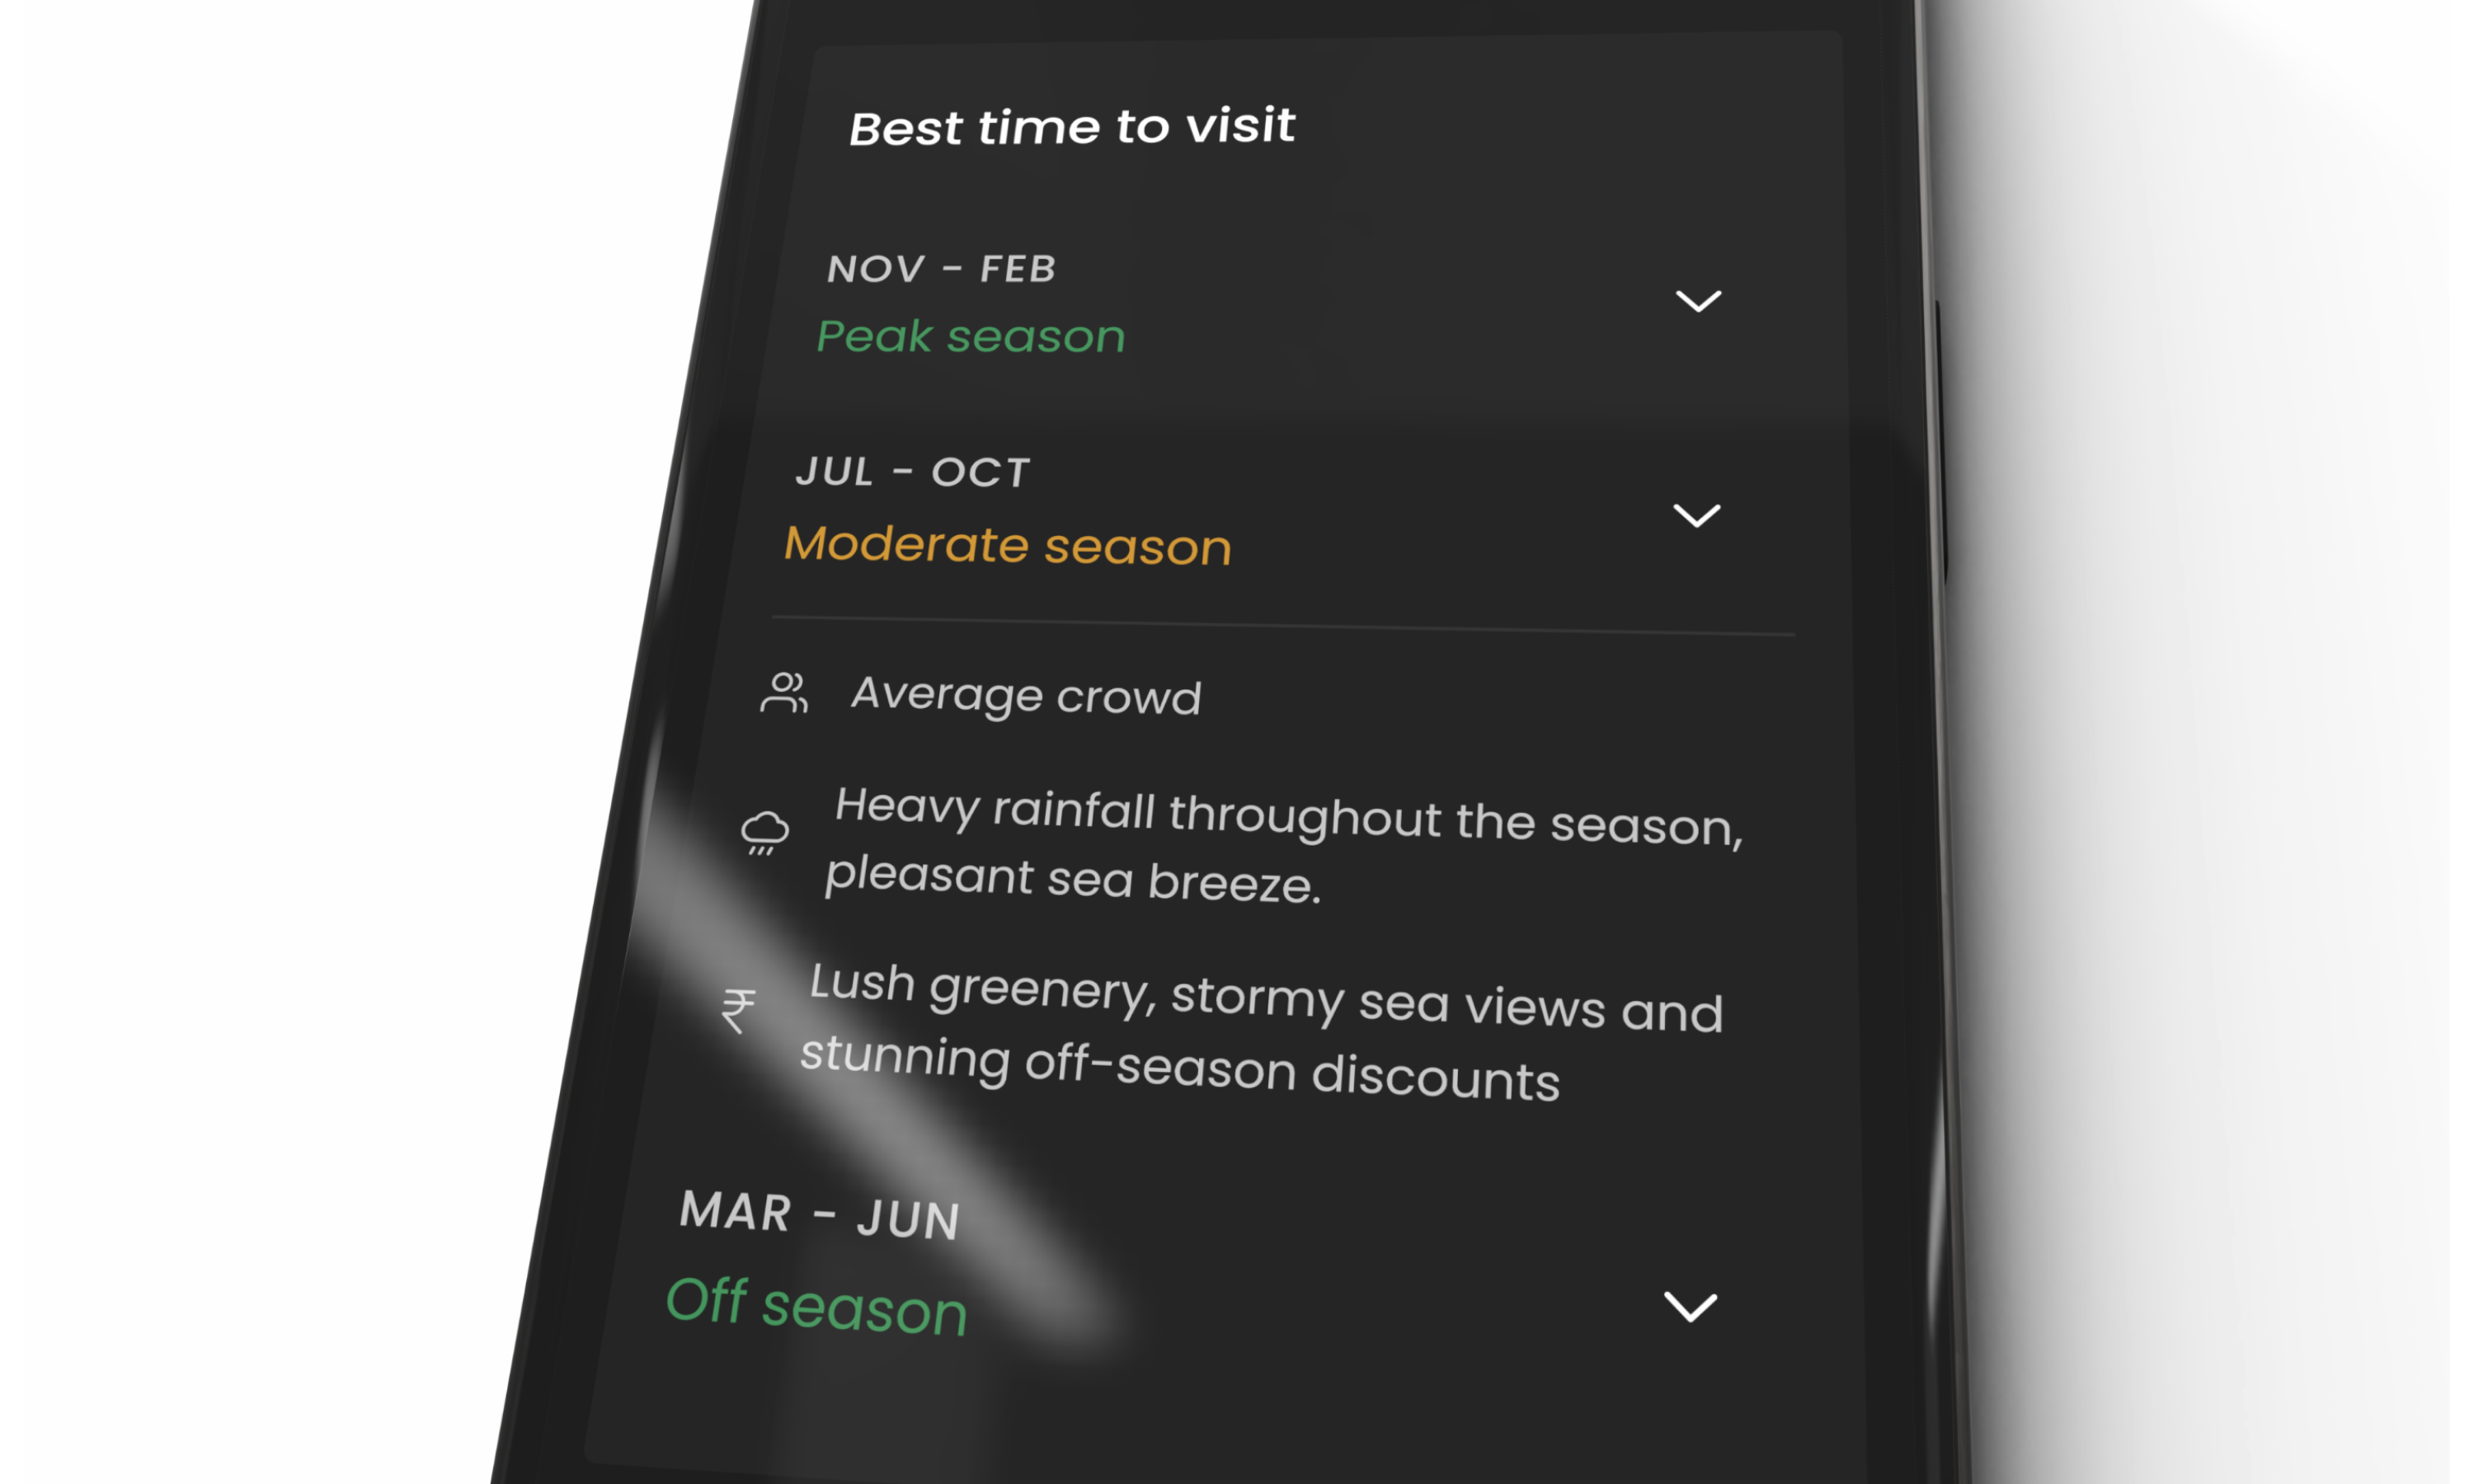 Best time to visit
NOV - FEB
Peak season
JUL - OCT
Moderate season
Average crowd
Heavy rainfall throughout the season,
pleasant sea breeze.
₹
Lush greenery, stormy sea views and
stunning off-season discounts
MAR - JUN
Off season